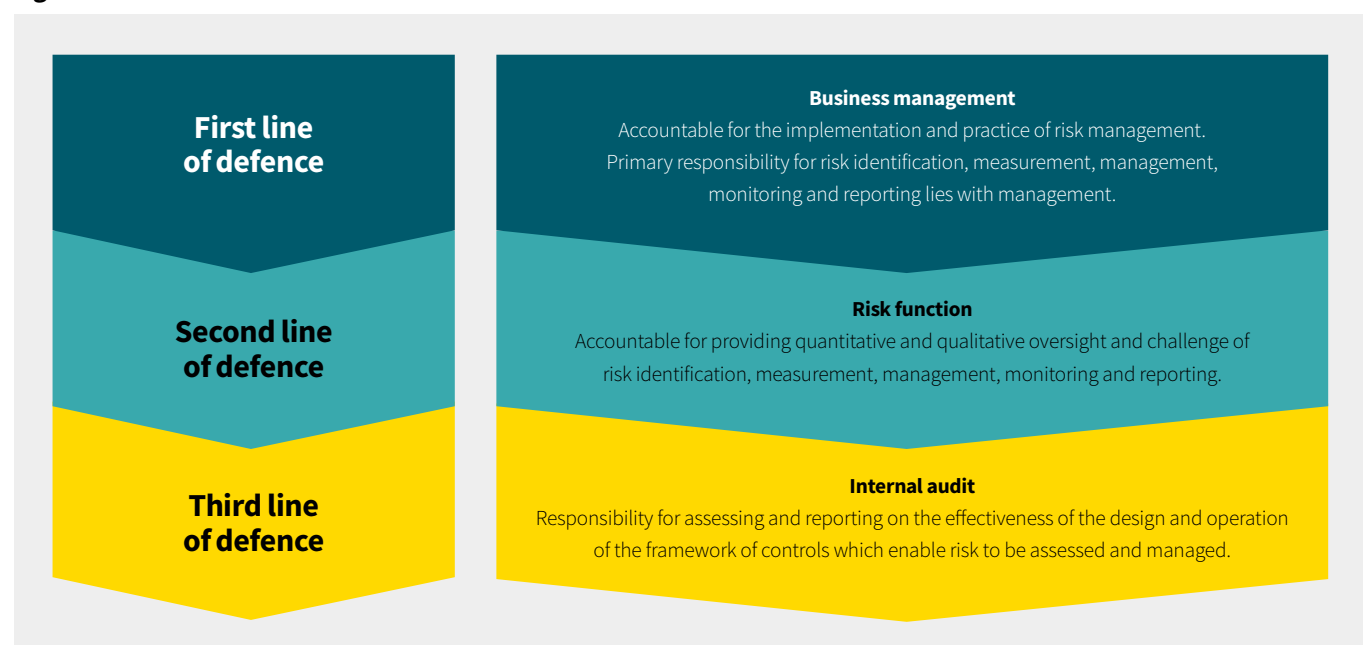 First line
of defence
Business management
Accountable for the implementation and practice of risk management.
Primary responsibility for risk identification, measurement, management,
monitoring and reporting lies with management.
Second line
of defence
Risk function
Accountable for providing quantitative and qualitative oversight and challenge of
risk identification, measurement, management, monitoring and reporting.
Third line
of defence
Internal audit
Responsibility for assessing and reporting on the effectiveness of the design and operation
of the framework of controls which enable risk to be assessed and managed.